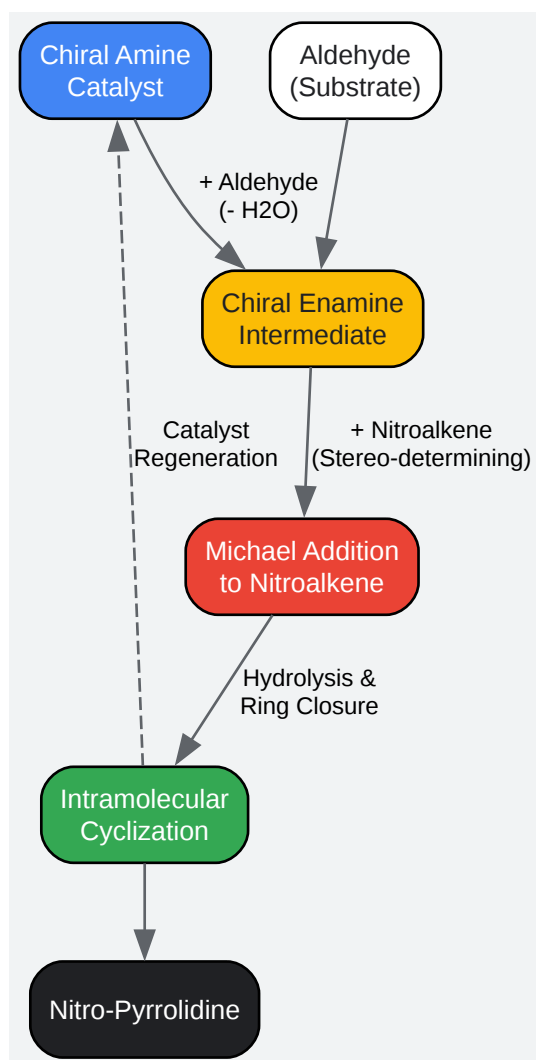 Chiral Amine
Catalyst
Aldehyde
(Substrate)
+ Aldehyde
(- H2O)
Chiral Enamine
Intermediate
Catalyst
Regeneration
+ Nitroalkene
(Stereo-determining)
Michael Addition
to Nitroalkene
Hydrolysis &
Ring Closure
Intramolecular
Cyclization
Nitro-Pyrrolidine